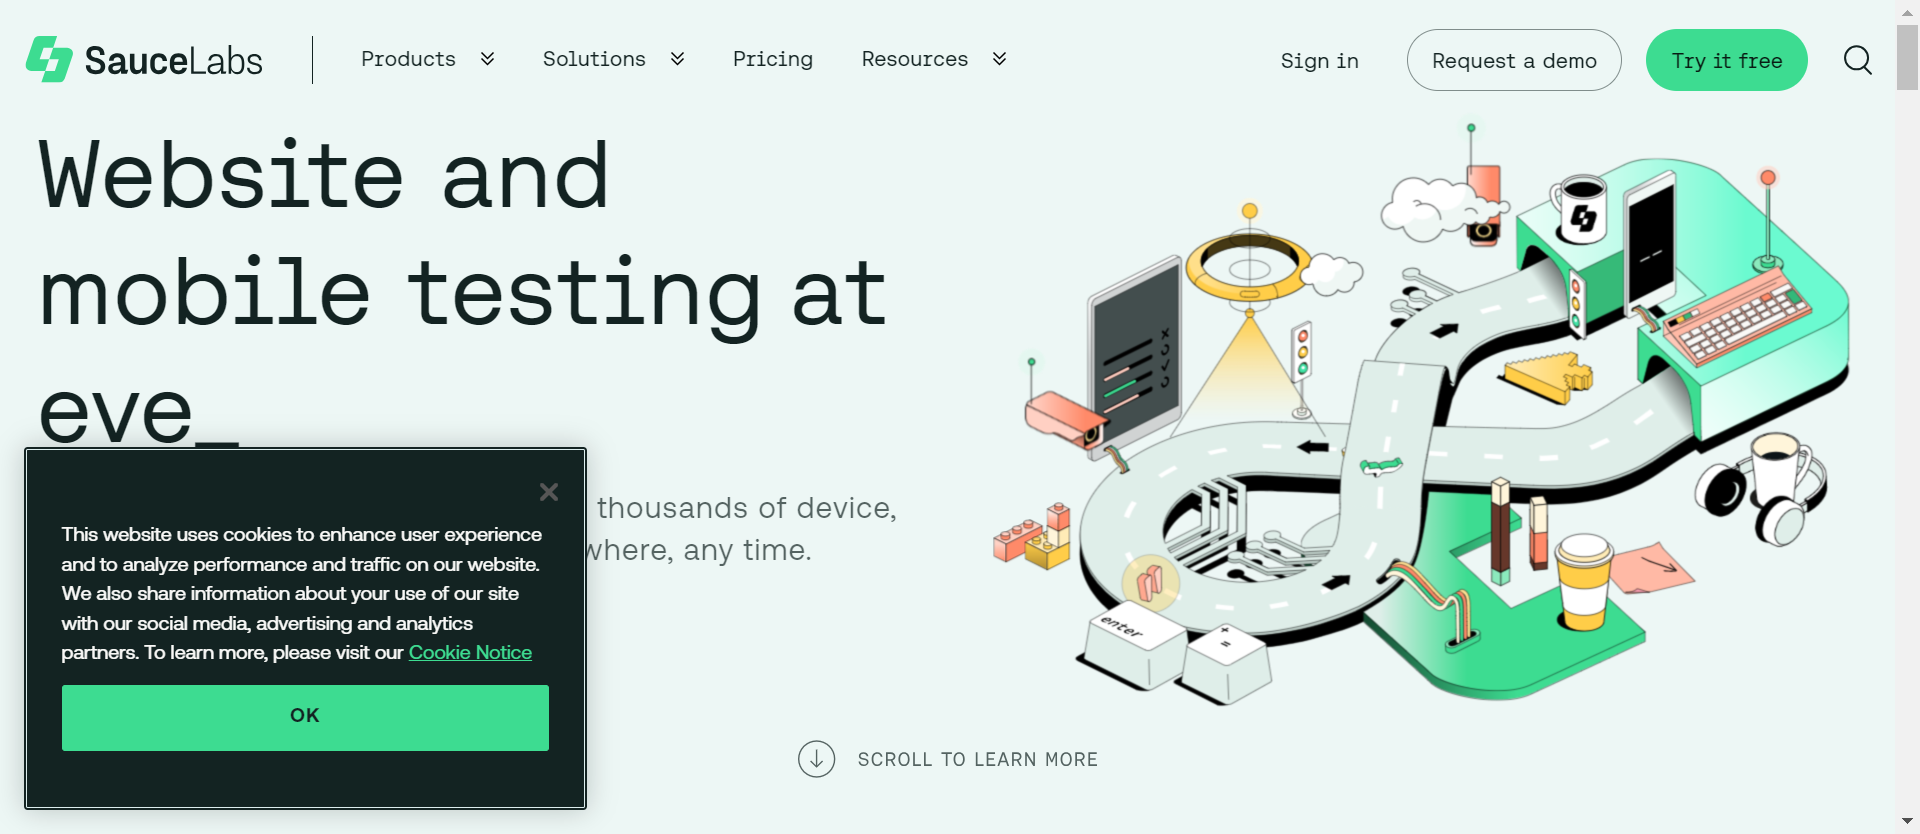 SauceLabs
Products
Solutions
Pricing
Resources
Sign in
Request a demo
Try it free
Website and
mobile testing at
eve_
thousands of device,
where, any time.
This website uses cookies to enhance user experience
and to analyze performance and traffic on our website.
We also share information about your use of our site
with our social media, advertising and analytics
partners. To learn more, please visit our Cookie Notice
OK
enter
+
=
SCROLL TO LEARN MORE